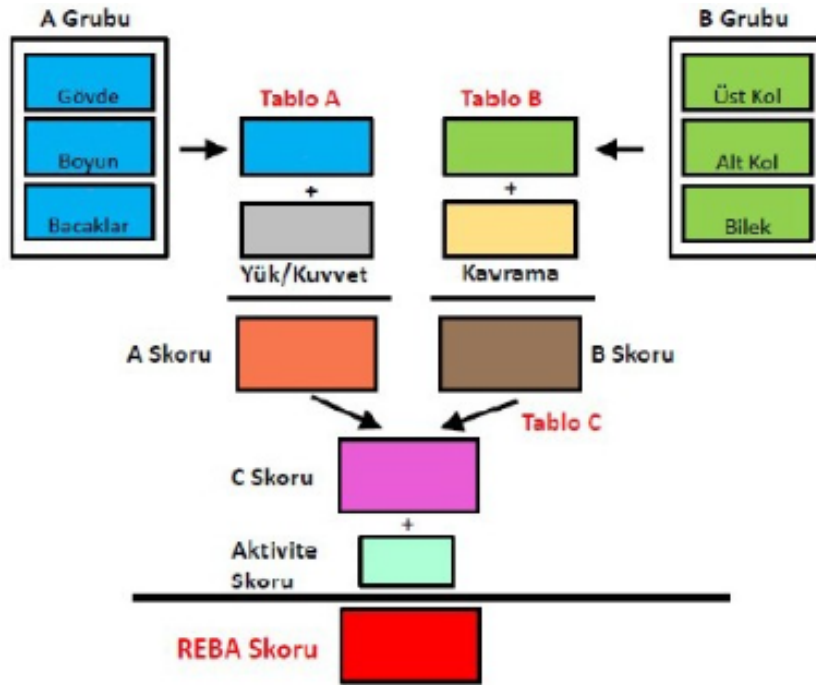 A Grubu
Gövde
Boyun
Bacaklar
Tablo A
+
Yük/Kuvvet
A Skoru
Tablo B
+
Kavrama
B Skoru
B Grubu
Üst Kol
Alt Kol
Bilek
Tablo C
C Skoru
+
Aktivite
Skoru
REBA Skoru